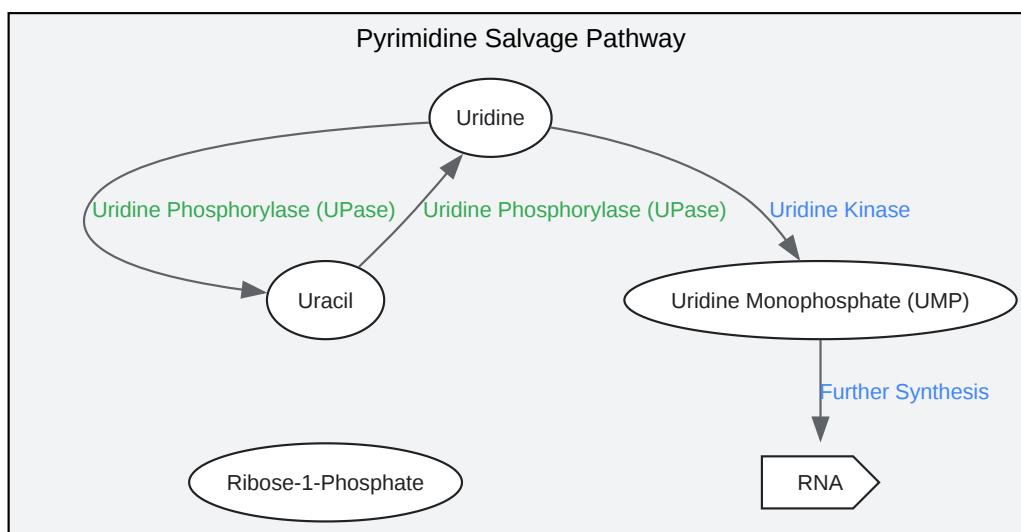 Pyrimidine Salvage Pathway
Uridine
Uridine Phosphorylase (UPase)
Uridine Phosphorylase (UPase)
Uridine Kinase
Uracil
Uridine Monophosphate (UMP)
Further Synthesis
Ribose-1-Phosphate
RNA